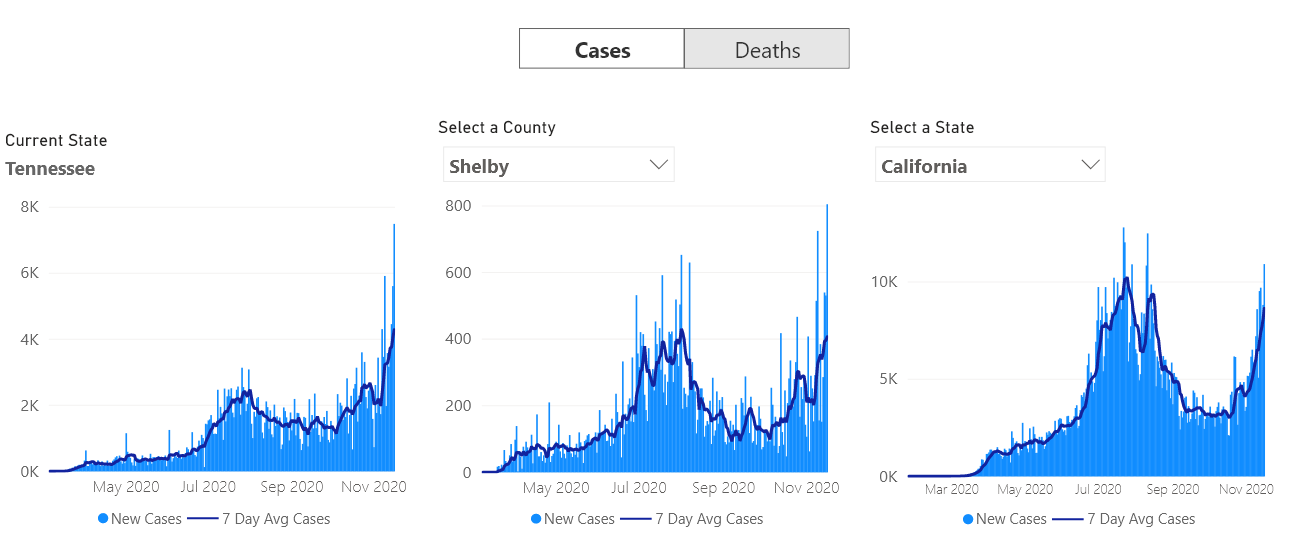 Cases Deaths
Current State
Tennessee
8K
6K
4K
2K
0K
May 2020 Jul 2020 Sep 2020 Nov 2020
New Cases 7 Day Avg Cases
Select a County
Shelby
800
600
400
200
0
May 2020 Jul 2020 Sep 2020 Nov 2020
New Cases 7 Day Avg Cases
Select a State
California
10K
5K
0K
Mar 2020 May 2020 Jul 2020 Sep 2020 Nov 2020
New Cases 7 Day Avg Cases